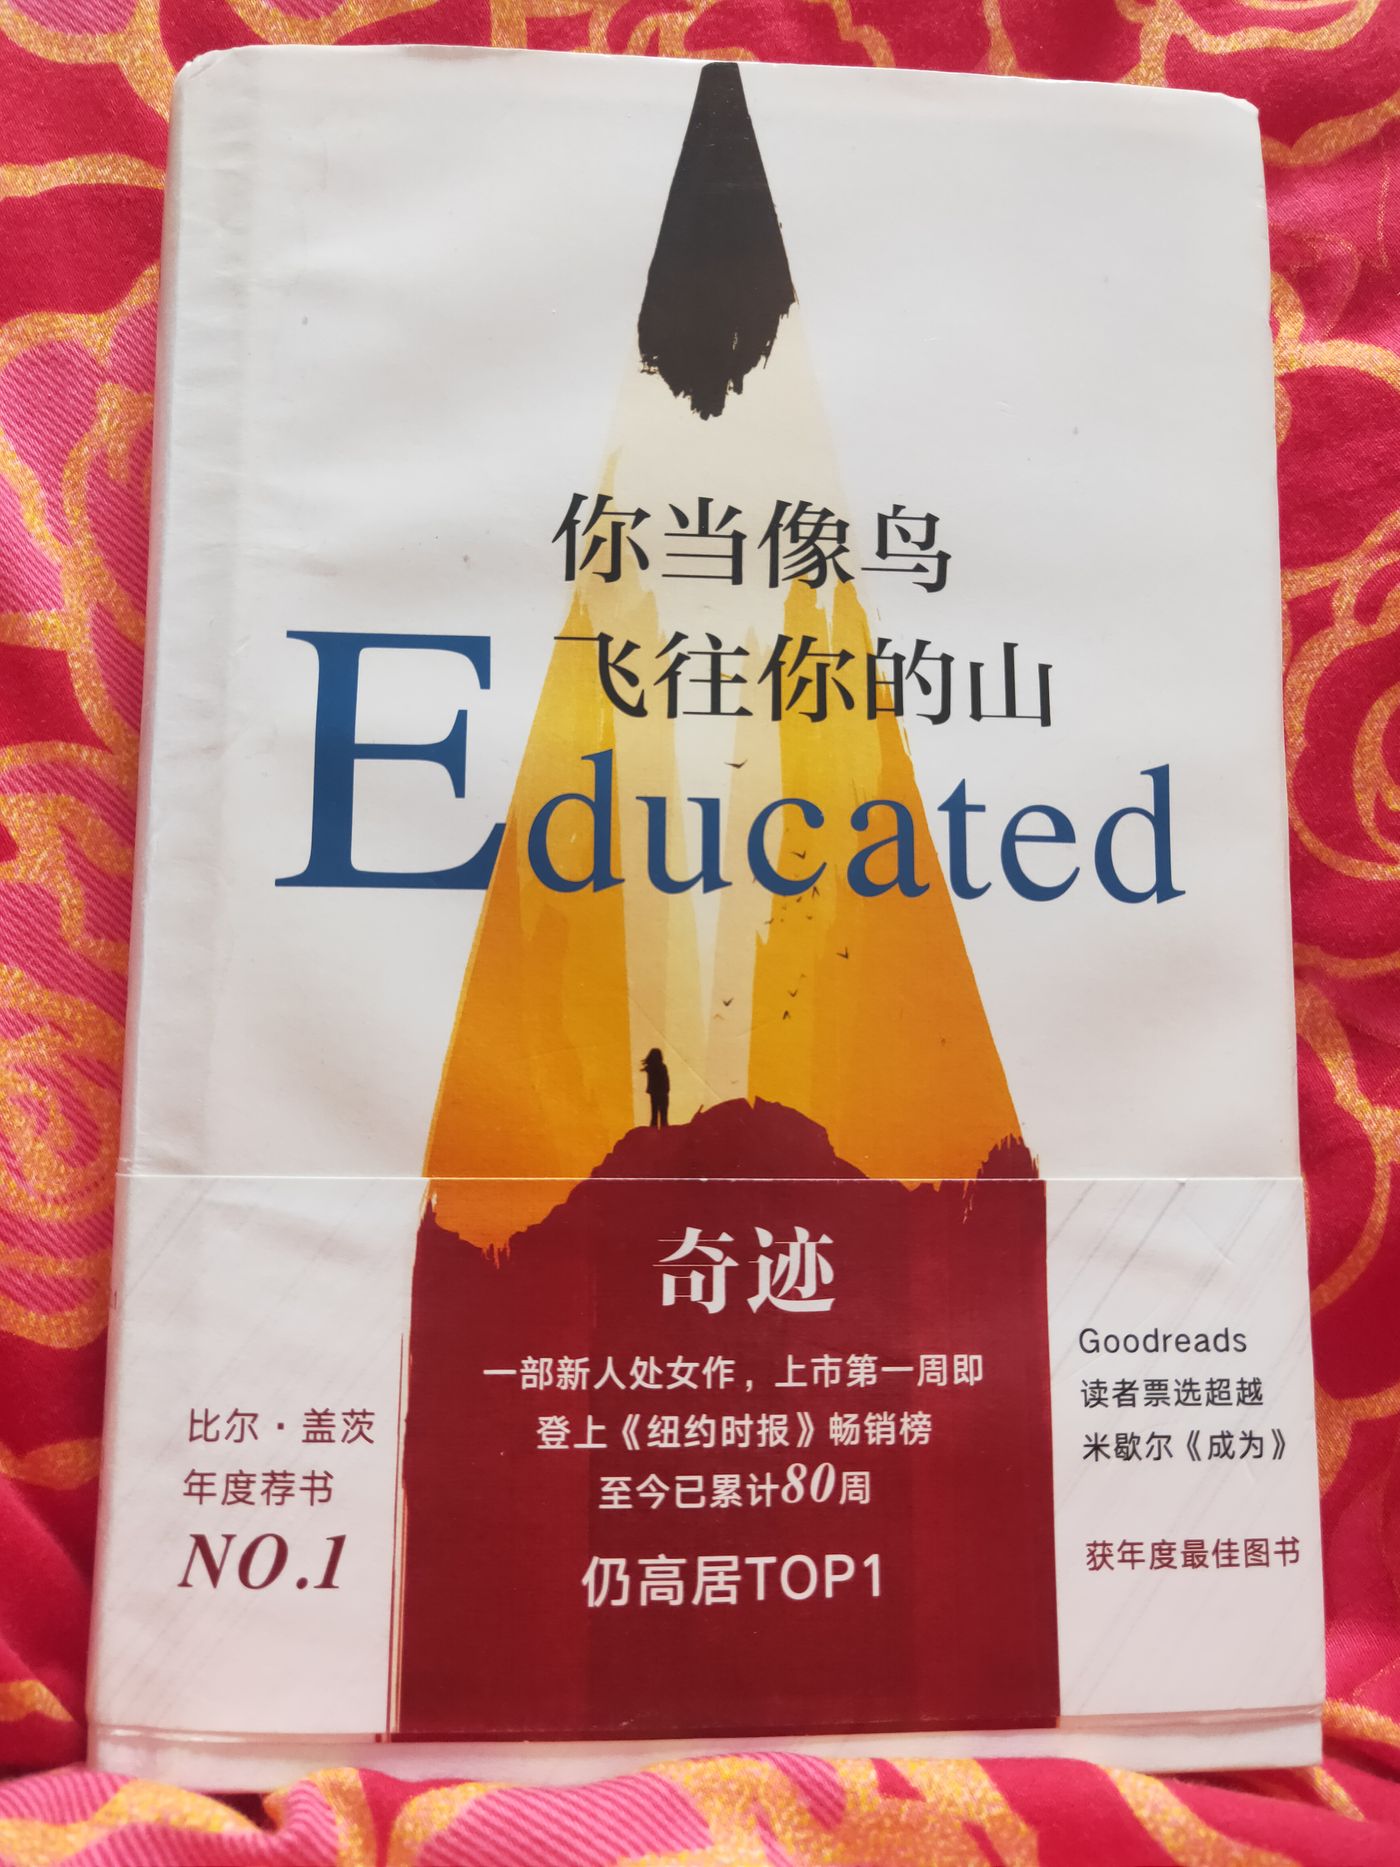 你当像鸟
飞往你的山
Educated
奇迹
一部新人处女作，上市第一周即
登上《纽约时报》畅销榜
至今已累计80周
仍高居TOP1
比尔·盖茨
年度荐书
NO.1
Goodreads
读者票选超越
米歇尔《成为》
获年度最佳图书